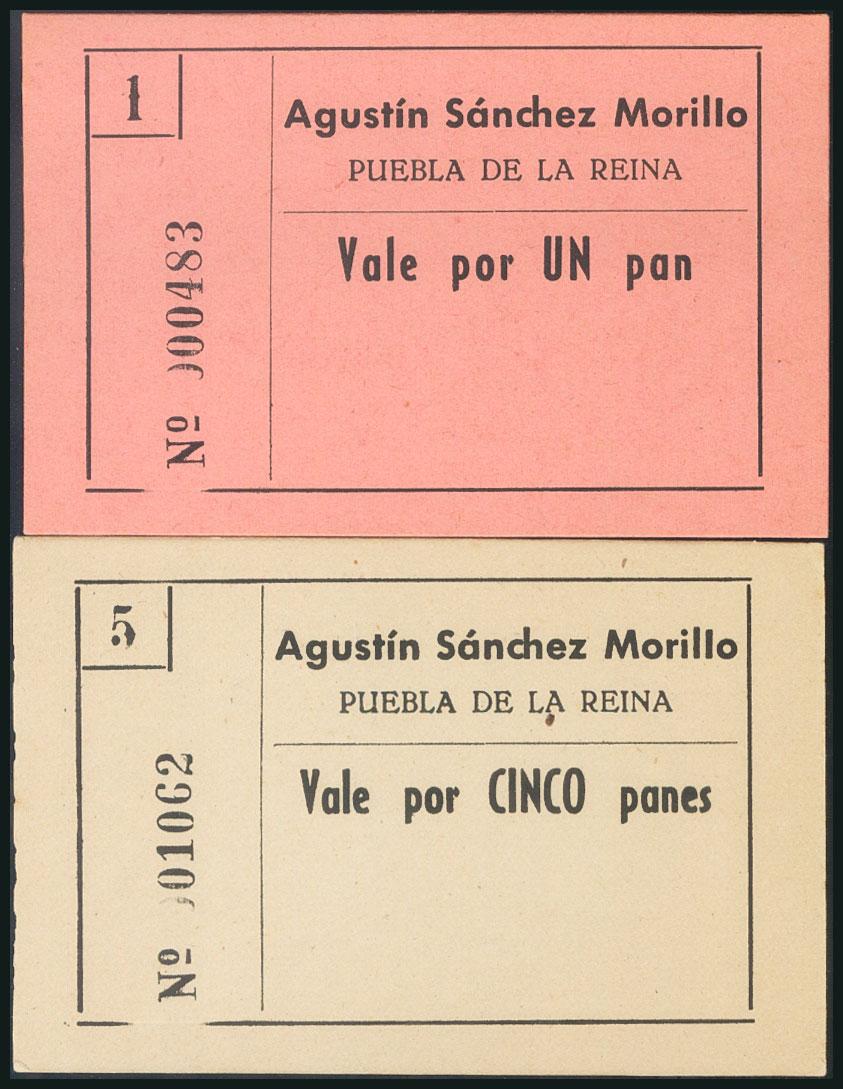 1
Nº 000483
Agustín Sánchez Morillo
PUEBLA DE LA REINA
Vale por UN pan
5
Nº 001062
Agustín Sánchez Morillo
PUEBLA DE LA REINA
Vale por CINCO panes